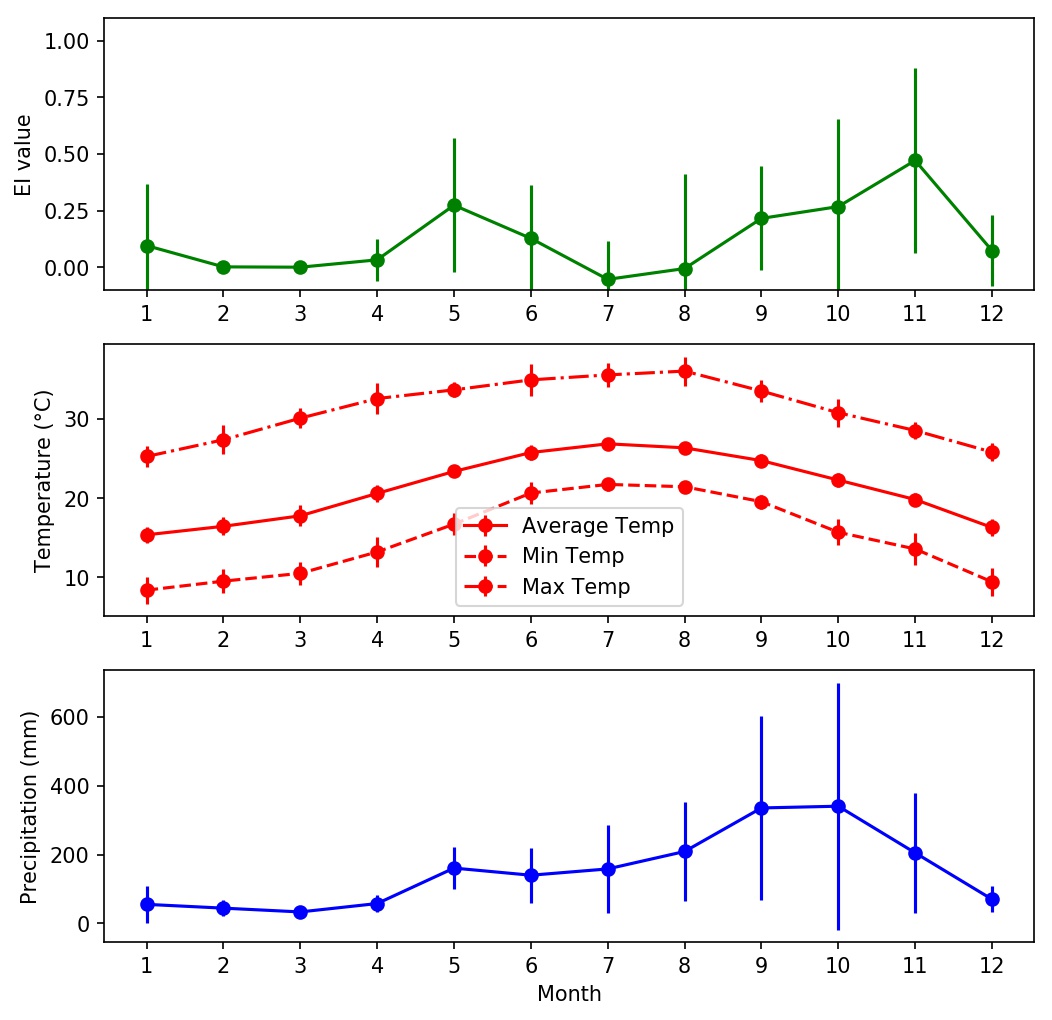 EI value
1.00
0.75
0.50
0.25
0.00
1 2 3 4 5 6 7 8 9 10 11 12
Temperature (°C)
30
20
10
Average Temp
Min Temp
Max Temp
1 2 3 4 5 6 7 8 9 10 11 12
Precipitation (mm)
600
400
200
0
1 2 3 4 5 6 7 8 9 10 11 12
Month